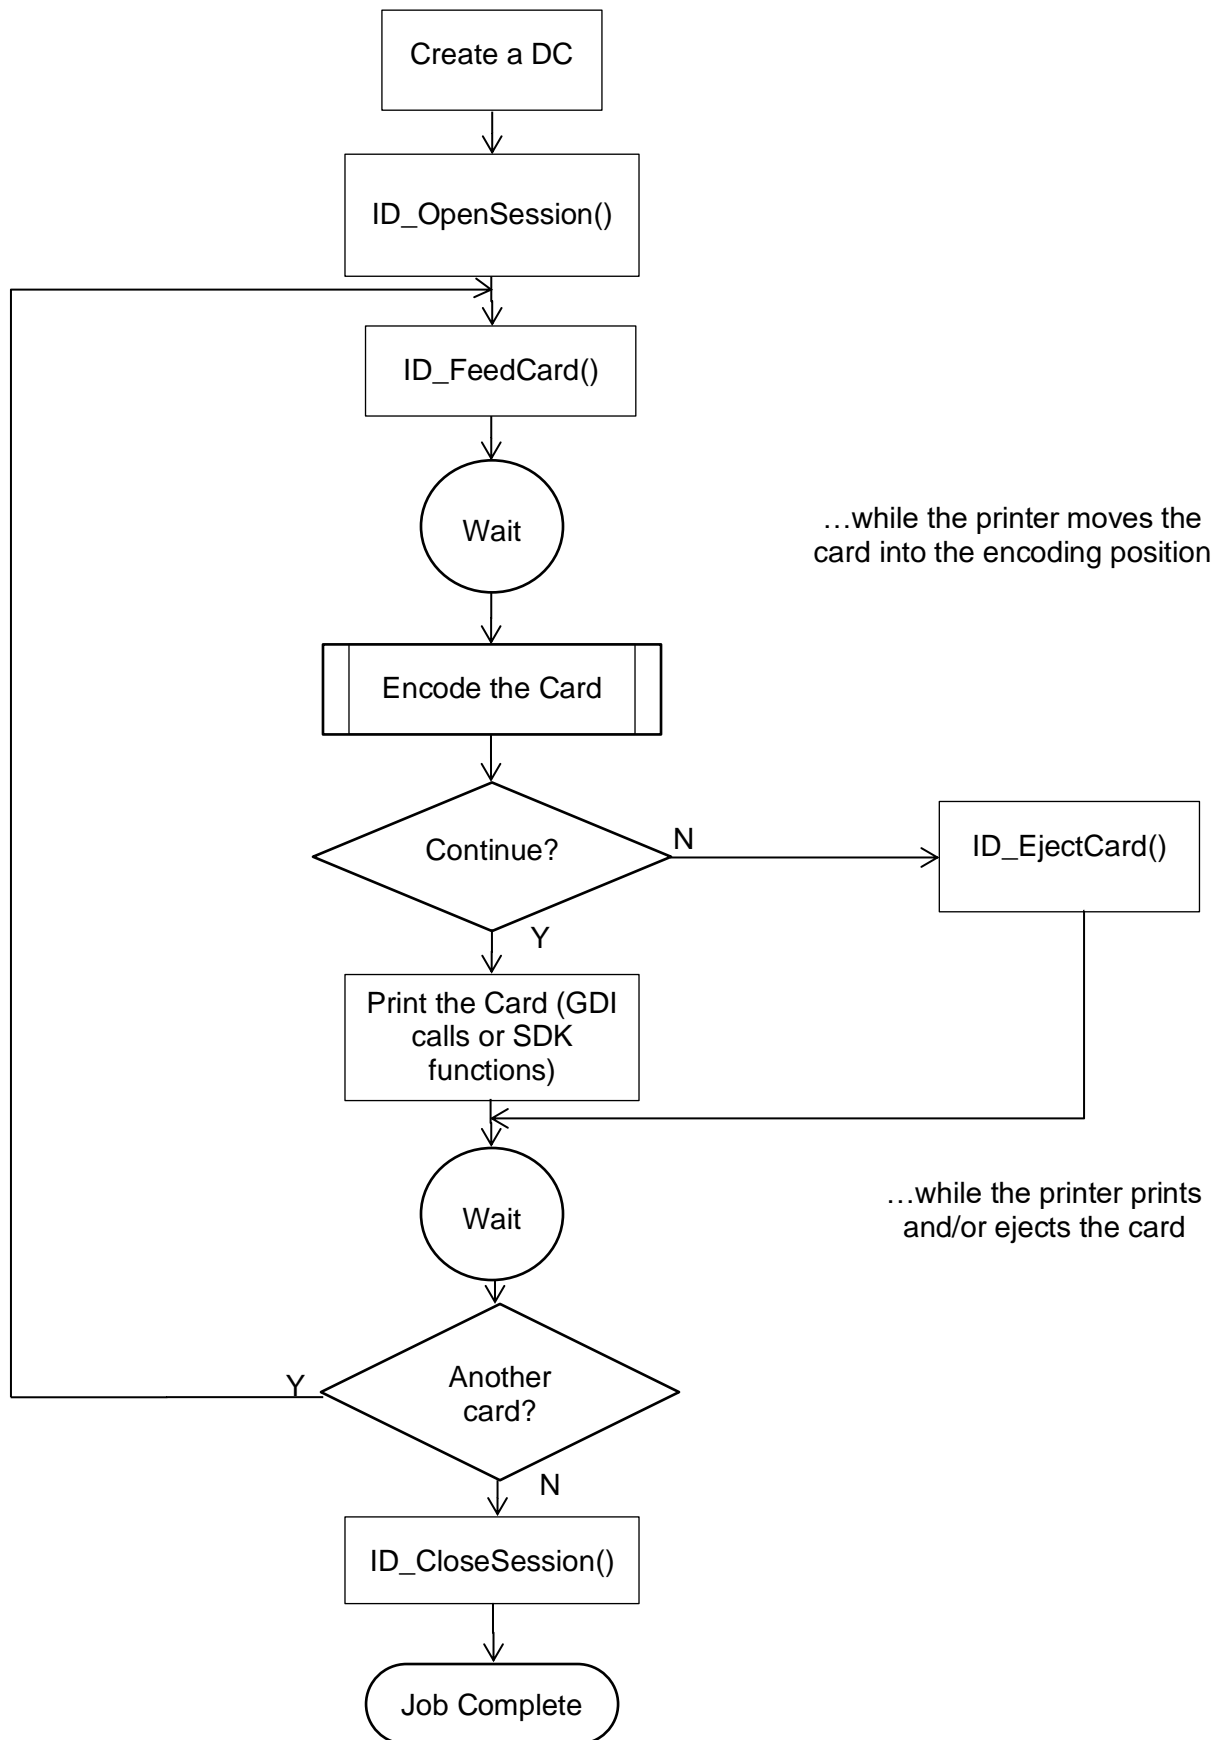 Create a DC
ID_OpenSession()
ID_FeedCard()
Wait
…while the printer moves the
card into the encoding position
Encode the Card
Continue?
N
ID_EjectCard()
Y
Print the Card (GDI
calls or SDK
functions)
Wait
…while the printer prints
and/or ejects the card
Y
Another
card?
N
ID_CloseSession()
Job Complete